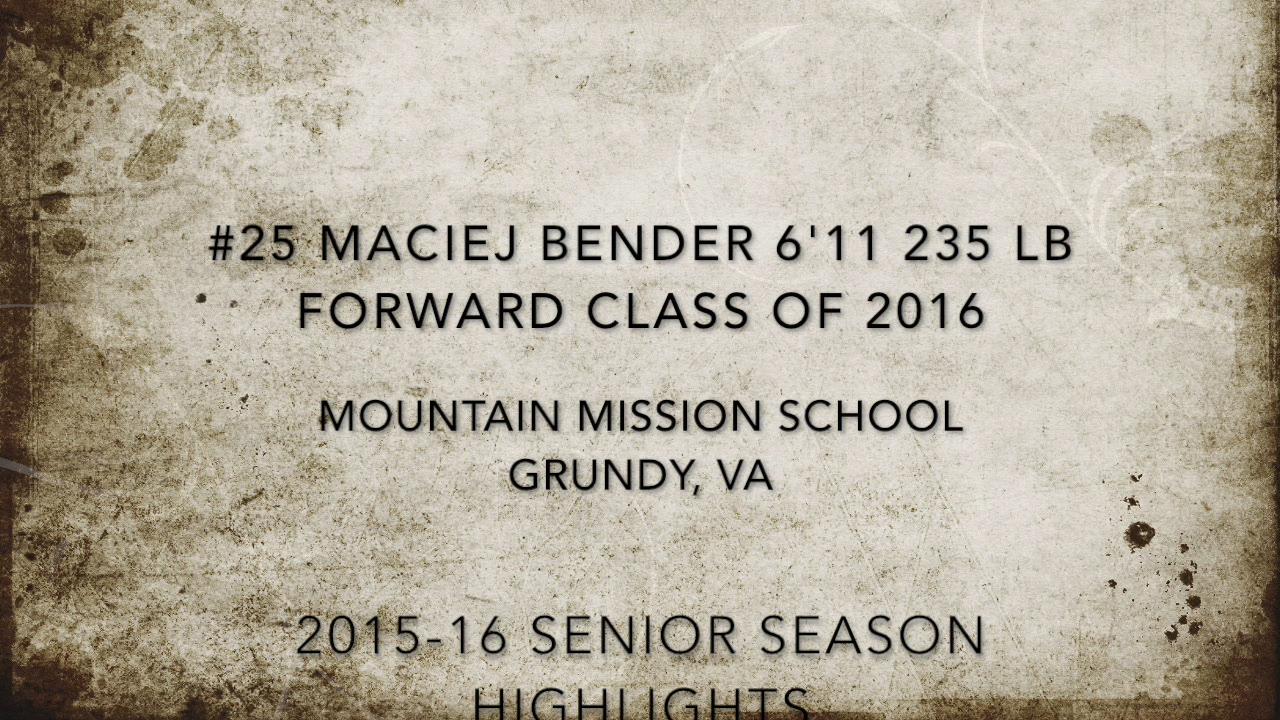 #25 MACIEJ BENDER 6'11 235 LB
FORWARD CLASS OF 2016
MOUNTAIN MISSION SCHOOL
GRUNDY, VA
2015-16 SENIOR SEASON
HIGHLIGHTS